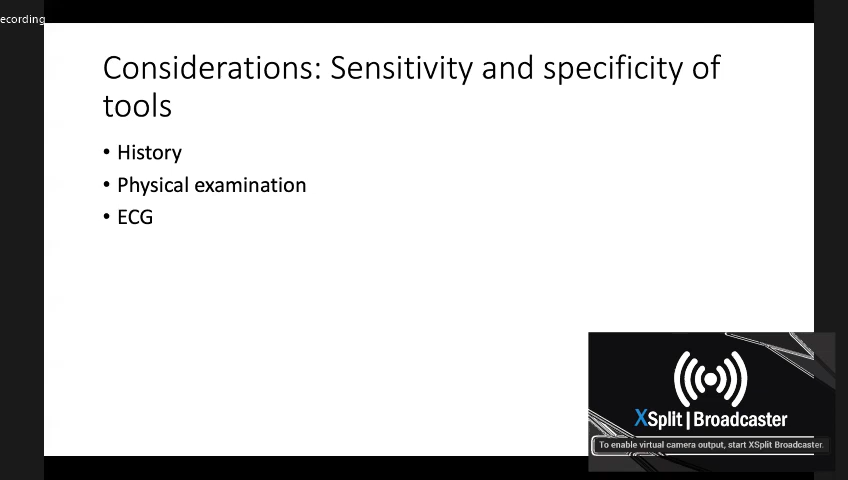 ecording
Considerations: Sensitivity and specificity of
tools
• History
• Physical examination
• ECG
XSplit | Broadcaster
To enable virtual camera output, start XSplit Broadcaster.